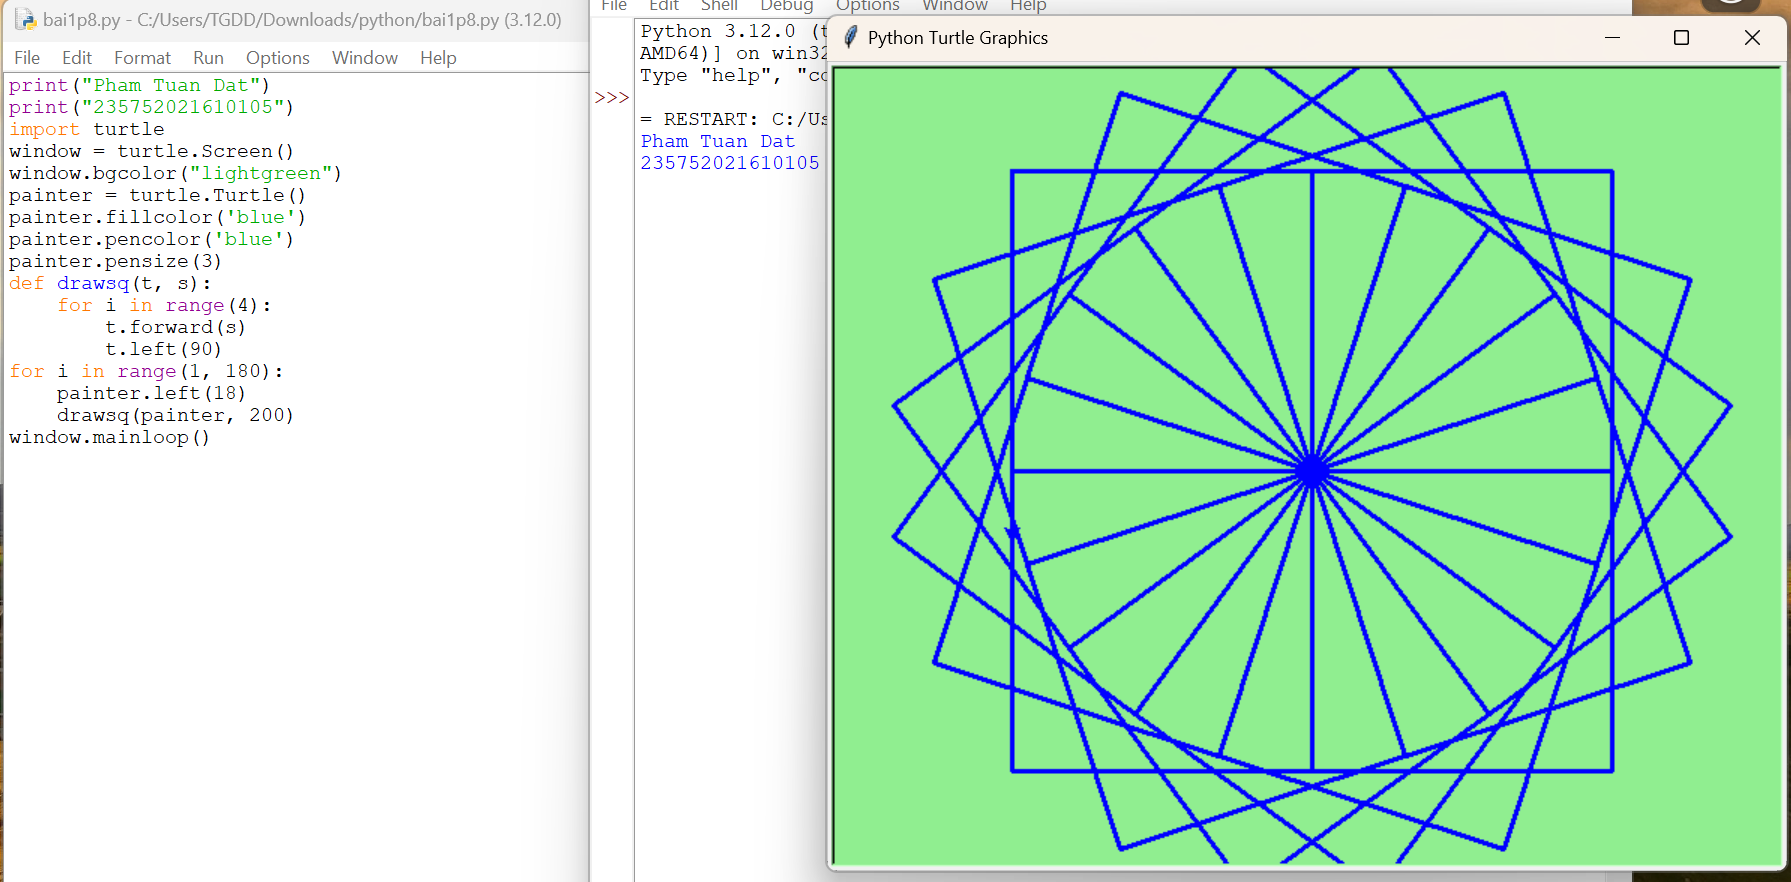 bai1p8.py - C:/Users/TGDD/Downloads/python/bai1p8.py (3.12.0)
File Edit Format Run Options Window Help
print("Pham Tuan Dat")
print("235752021610105")
import turtle
window = turtle.Screen()
window.bgcolor("lightgreen")
painter = turtle.Turtle()
painter.fillcolor('blue')
painter.pencolor('blue')
painter.pensize(3)
def drawsq(t, s):
    for i in range(4):
        t.forward(s)
        t.left(90)
for i in range(1, 180):
    painter.left(18)
    drawsq(painter, 200)
window.mainloop()
File Edit Shell Debug Options Window Help
Python 3.12.0 (t
AMD64)] on win32
Type "help", "co
>>>
= RESTART: C:/Us
Pham Tuan Dat
235752021610105
Python Turtle Graphics